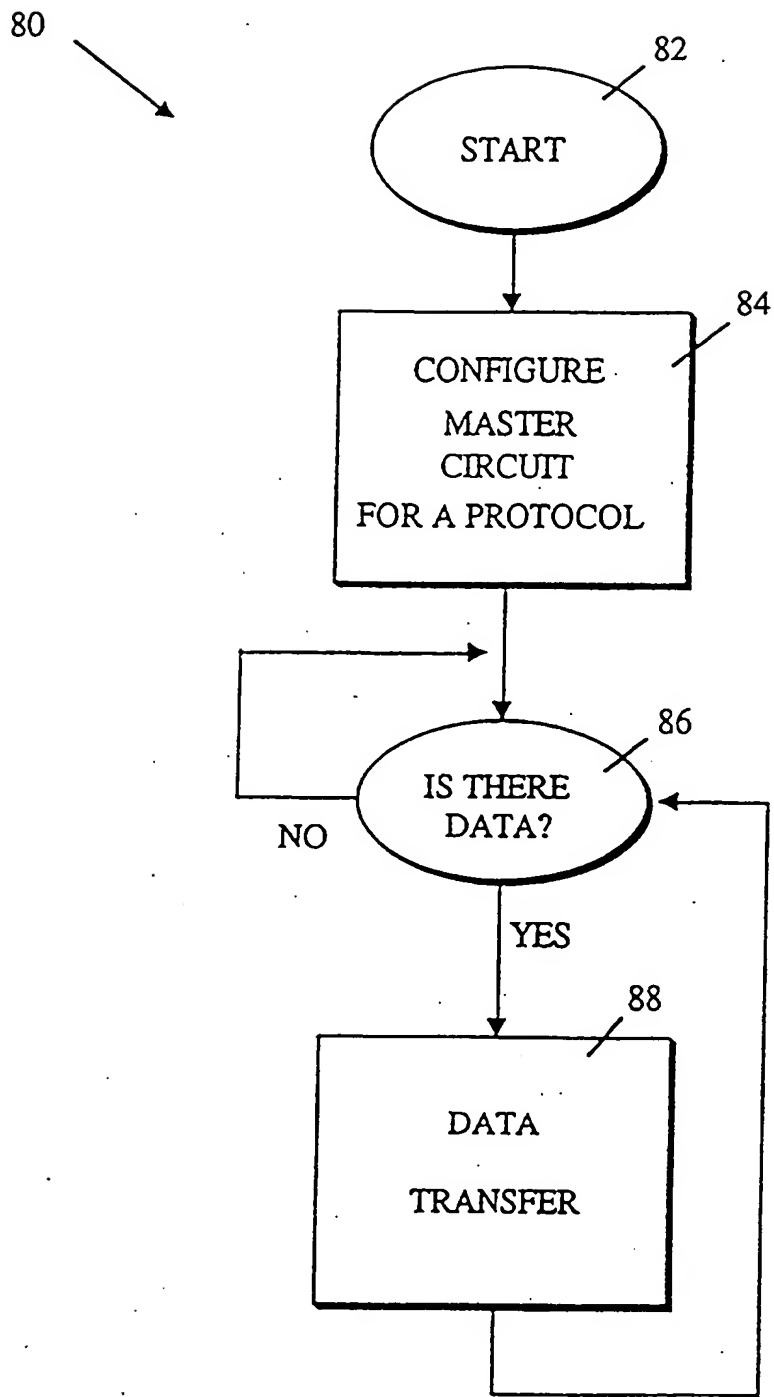 80
82
START
84
CONFIGURE
MASTER
CIRCUIT
FOR A PROTOCOL
86
IS THERE
DATA?
NO
YES
88
DATA
TRANSFER